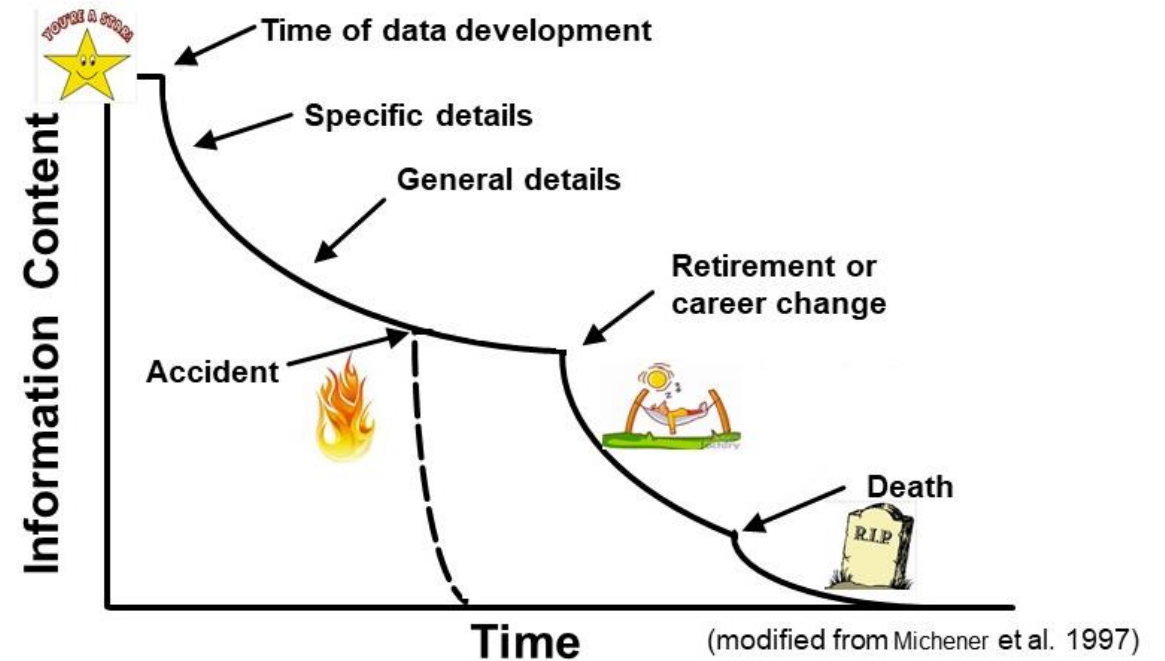 YOU'RE A STAR!
Time of data development
Specific details
General details
Retirement or
career change
Accident
z z
Death
R.I.P
Information Content
Time
(modified from Michener et al. 1997)